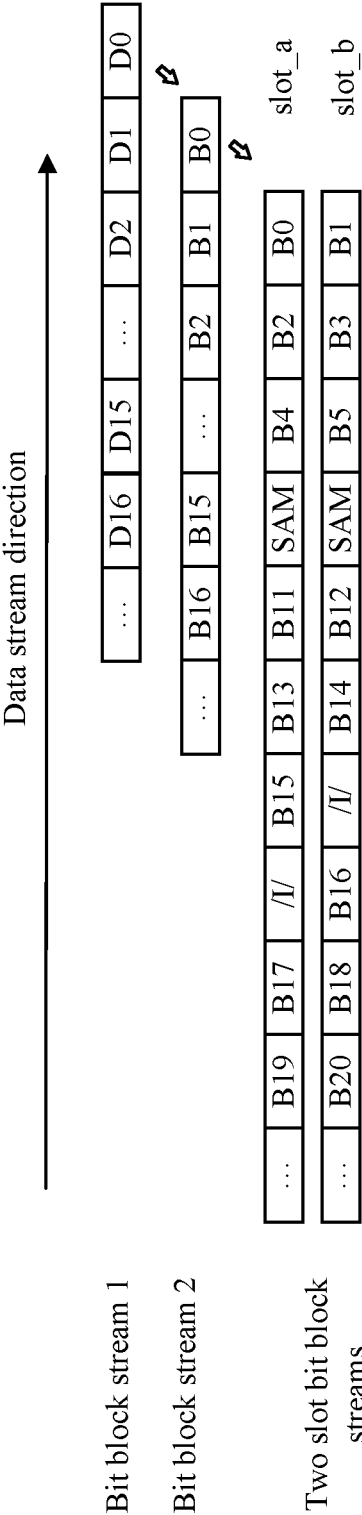 Data stream direction
Bit block stream 1 … D16 D15 … D2 D1 D0
Bit block stream 2 … B16 B15 … B2 B1 B0
Two slot bit block … B19 B17 /I/ B15 B13 B11 SAM B4 B2 B0 slot_a
streams … B20 B18 B16 /I/ B14 B12 SAM B5 B3 B1 slot_b